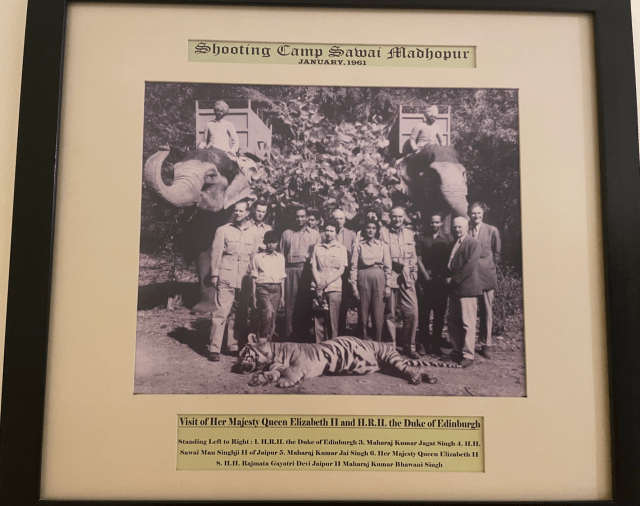 Shooting Camp Sawai Madhopur
JANUARY, 1961
Visit of Her Majesty Queen Elizabeth II and H.R.H. the Duke of Edinburgh
Standing Left to Right : 1. H.R.H. the Duke of Edinburgh 3. Maharaj Kumar Jagat Singh 4. H.H.
Sawai Man Singhji II of Jaipur 5. Maharaj Kumar Jai Singh 6. Her Majesty Queen Elizabeth II
8. H.H. Rajmata Gayatri Devi Jaipur II Maharaj Kumar Bhawani Singh